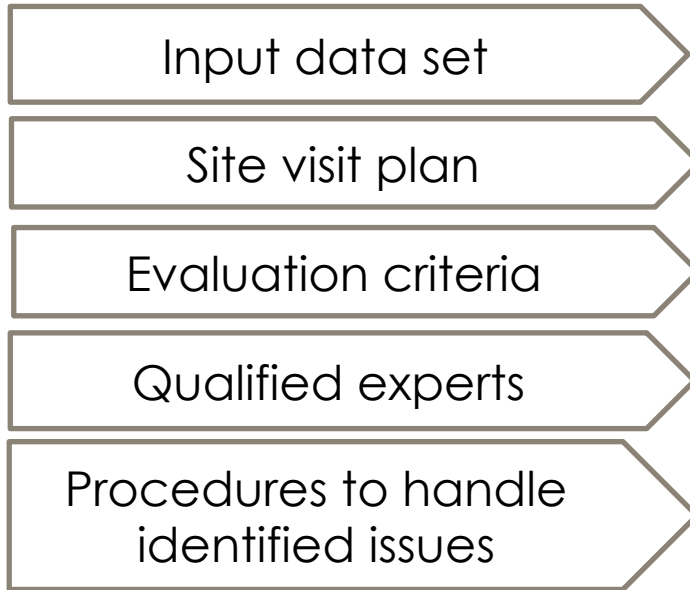 Input data set
Site visit plan
Evaluation criteria
Qualified experts
Procedures to handle
identified issues